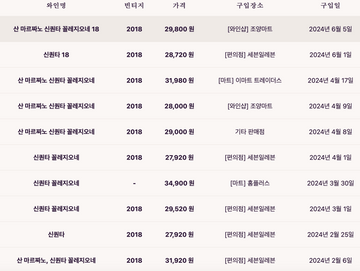 와인명 빈티지 가격 구입장소 구입일
산 마르짜노 신퀀타 꼴레지오네 18 2018 29,800 원 [와인샵] 조양마트 2024년 6월 5일
신퀀타 18 2018 28,720 원 [편의점] 세븐일레븐 2024년 6월 1일
산 마르짜노 신퀀타 꼴레지오네 2018 31,980 원 [마트] 이마트 트레이더스 2024년 4월 17일
산 마르짜노 신퀀타 꼴레지오네 2018 28,000 원 [와인샵] 조양마트 2024년 4월 9일
산 마르짜노 신퀀타 꼴레지오네 2018 29,000 원 기타 판매점 2024년 4월 8일
신퀀타 꼴레지오네 2018 27,920 원 [편의점] 세븐일레븐 2024년 4월 1일
신퀀타 꼴레지오네 - 34,900 원 [마트] 홈플러스 2024년 3월 30일
신퀀타 꼴레지오네 2018 29,520 원 [편의점] 세븐일레븐 2024년 3월 1일
신퀀타 2018 27,920 원 [편의점] 세븐일레븐 2024년 2월 25일
산 마르짜노, 신퀀타 꼴레지오네 2018 31,920 원 [편의점] 세븐일레븐 2024년 2월 6일